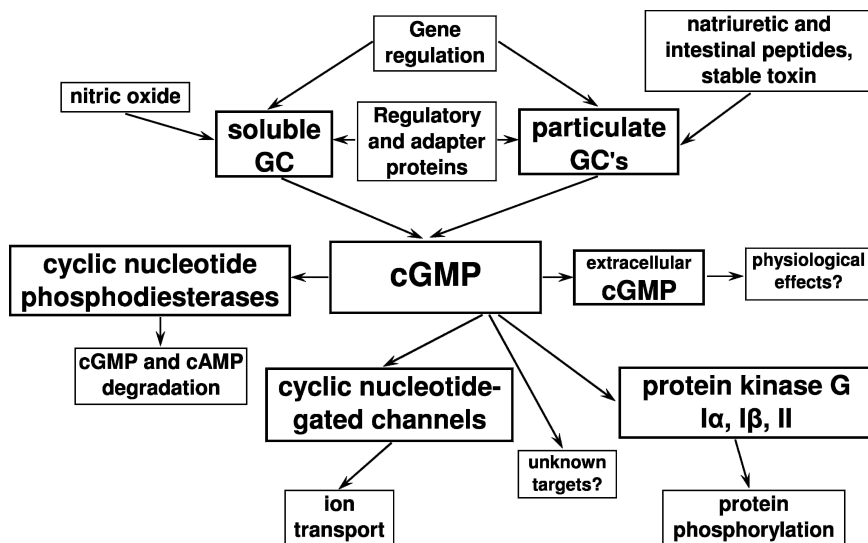 Gene
regulation
natriuretic and
intestinal peptides,
stable toxin
nitric oxide
soluble
GC
Regulatory
and adapter
proteins
particulate
GC's
cyclic nucleotide
phosphodiesterases
cGMP
extracellular
cGMP
physiological
effects?
cGMP and cAMP
degradation
cyclic nucleotide-
gated channels
protein kinase G
Iα, Iβ, II
unknown
targets?
ion
transport
protein
phosphorylation